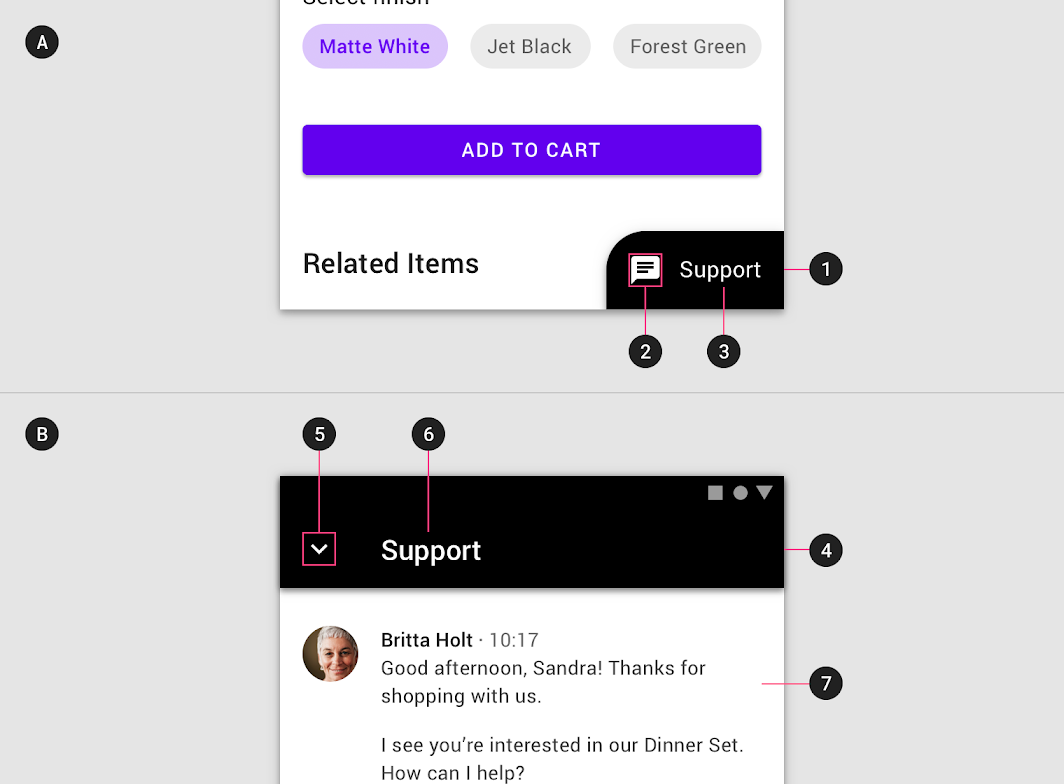 Select finish
A
Matte White
Jet Black
Forest Green
ADD TO CART
Related Items
Support
1
2
3
B
5
6
Support
4
Britta Holt · 10:17
Good afternoon, Sandra! Thanks for
shopping with us.
7
I see you’re interested in our Dinner Set.
How can I help?